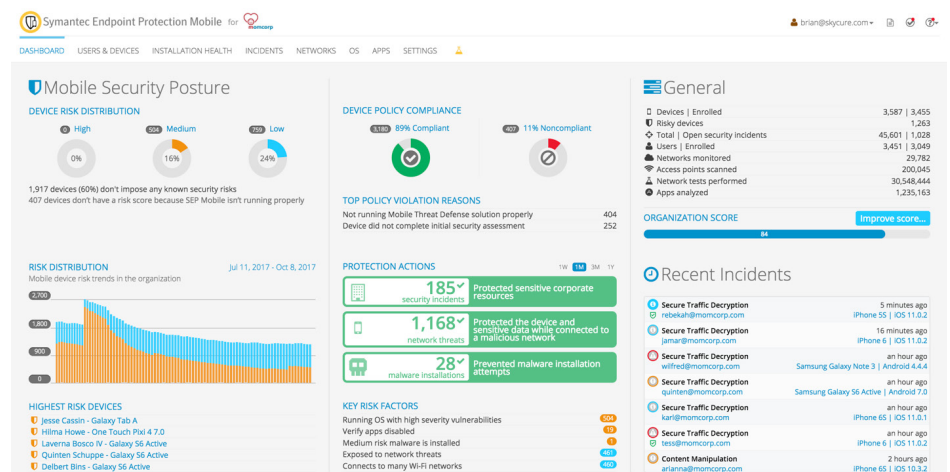 Symantec Endpoint Protection Mobile for momcorp
brian@skycure.com
DASHBOARD USERS & DEVICES INSTALLATION HEALTH INCIDENTS NETWORKS OS APPS SETTINGS
Mobile Security Posture
DEVICE RISK DISTRIBUTION
0 High 504 Medium 759 Low
0% 16% 24%
1,917 devices (60%) don't impose any known security risks
407 devices don't have a risk score because SEP Mobile isn't running properly
RISK DISTRIBUTION Jul 11, 2017 - Oct 8, 2017
Mobile device risk trends in the organization
2,700
1,800
900
0
HIGHEST RISK DEVICES
Jesse Cassin - Galaxy Tab A
Hilma Howe - One Touch Pixi 4 7.0
Laverna Bosco IV - Galaxy S6 Active
Quinten Schuppe - Galaxy S6 Active
Delbert Bins - Galaxy S6 Active
DEVICE POLICY COMPLIANCE
3,180 89% Compliant 407 11% Noncompliant
TOP POLICY VIOLATION REASONS
Not running Mobile Threat Defense solution properly 404
Device did not complete initial security assessment 252
PROTECTION ACTIONS 1W 1M 3M 1Y
185 security incidents
Protected sensitive corporate
resources
1,168 network threats
Protected the device and
sensitive data while connected to
a malicious network
28 malware installations
Prevented malware installation
attempts
KEY RISK FACTORS
Running OS with high severity vulnerabilities 504
Verify apps disabled 19
Medium risk malware is installed 1
Exposed to network threats 461
Connects to many Wi-Fi networks 460
General
Devices | Enrolled 3,587 | 3,455
Risky devices 1,263
Total | Open security incidents 45,601 | 1,028
Users | Enrolled 3,451 | 3,049
Networks monitored 29,782
Access points scanned 200,045
Network tests performed 30,548,444
Apps analyzed 1,235,163
ORGANIZATION SCORE Improve score...
84
Recent Incidents
Secure Traffic Decryption 5 minutes ago
rebekah@momcorp.com iPhone 5S | iOS 11.0.2
Secure Traffic Decryption 16 minutes ago
jamar@momcorp.com iPhone 6 | iOS 11.0.2
Secure Traffic Decryption an hour ago
wilfred@momcorp.com Samsung Galaxy Note 3 | Android 4.4.4
Secure Traffic Decryption an hour ago
quinten@momcorp.com Samsung Galaxy S6 Active | Android 7.0
Secure Traffic Decryption an hour ago
karl@momcorp.com iPhone 6S | iOS 11.0.1
Secure Traffic Decryption an hour ago
tess@momcorp.com iPhone 6 | iOS 11.0.2
Content Manipulation 2 hours ago
arianna@momcorp.com iPhone 6S | iOS 10.3.2